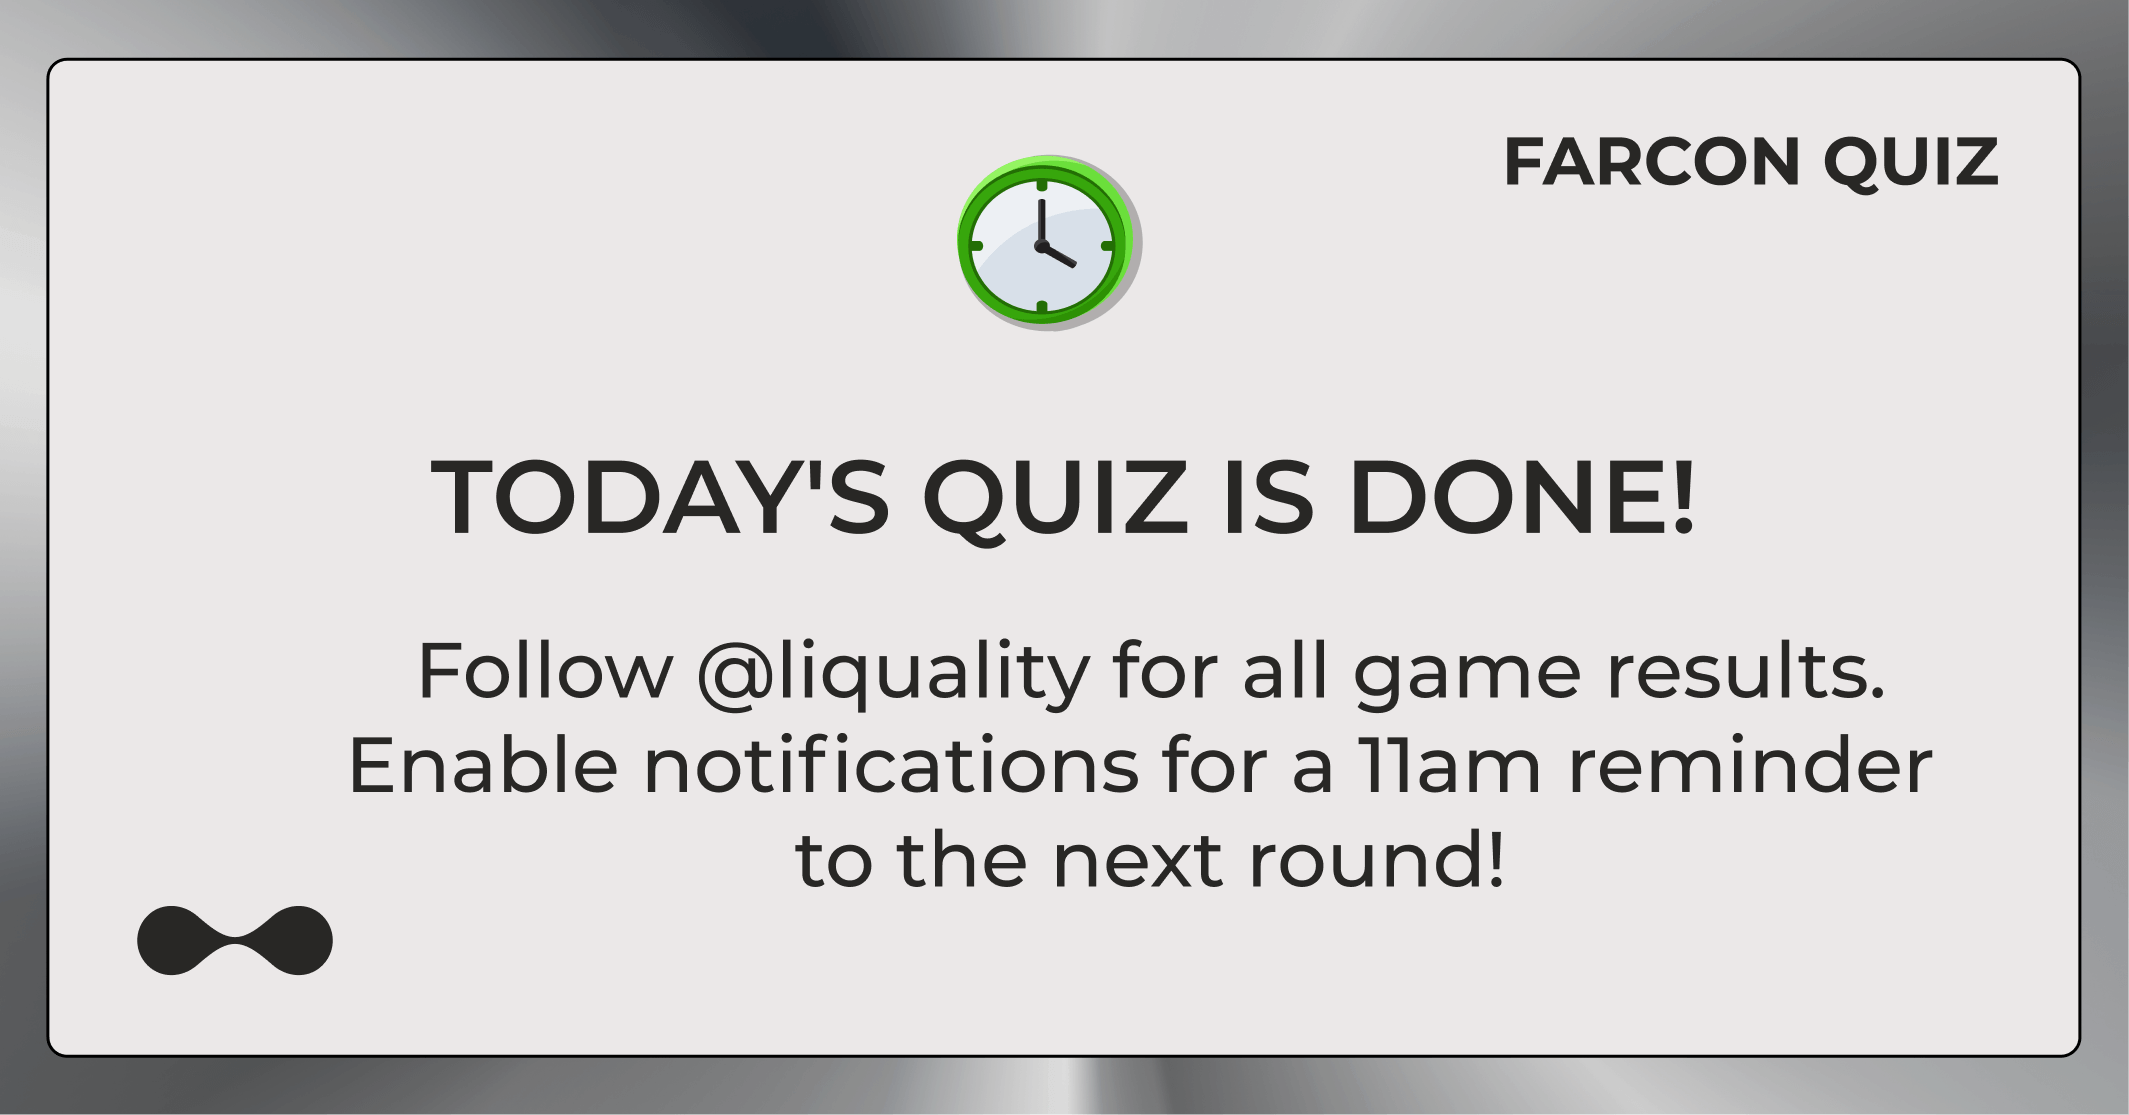 FARCON QUIZ
TODAY'S QUIZ IS DONE!
Follow @liquality for all game results.
Enable notifications for a 11am reminder
to the next round!